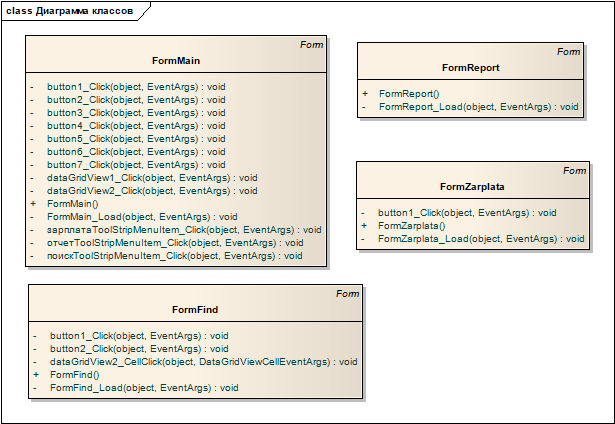 class Диаграмма классов
Form
FormMain
- button1_Click(object, EventArgs) : void
- button2_Click(object, EventArgs) : void
- button3_Click(object, EventArgs) : void
- button4_Click(object, EventArgs) : void
- button5_Click(object, EventArgs) : void
- button6_Click(object, EventArgs) : void
- button7_Click(object, EventArgs) : void
- dataGridView1_Click(object, EventArgs) : void
- dataGridView2_Click(object, EventArgs) : void
+ FormMain()
- FormMain_Load(object, EventArgs) : void
- зарплатаToolStripMenuItem_Click(object, EventArgs) : void
- отчетToolStripMenuItem_Click(object, EventArgs) : void
- поискToolStripMenuItem_Click(object, EventArgs) : void
Form
FormReport
+ FormReport()
- FormReport_Load(object, EventArgs) : void
Form
FormZarplata
- button1_Click(object, EventArgs) : void
+ FormZarplata()
- FormZarplata_Load(object, EventArgs) : void
Form
FormFind
- button1_Click(object, EventArgs) : void
- button2_Click(object, EventArgs) : void
- dataGridView2_CellClick(object, DataGridViewCellEventArgs) : void
+ FormFind()
- FormFind_Load(object, EventArgs) : void